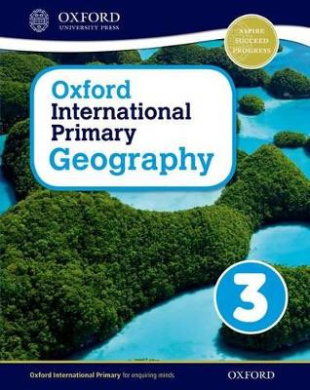 OXFORD
UNIVERSITY PRESS
ASPIRE
SUCCEED
PROGRESS
Oxford
International
Primary
Geography
3
Oxford International Primary for enquiring minds
OXFORD